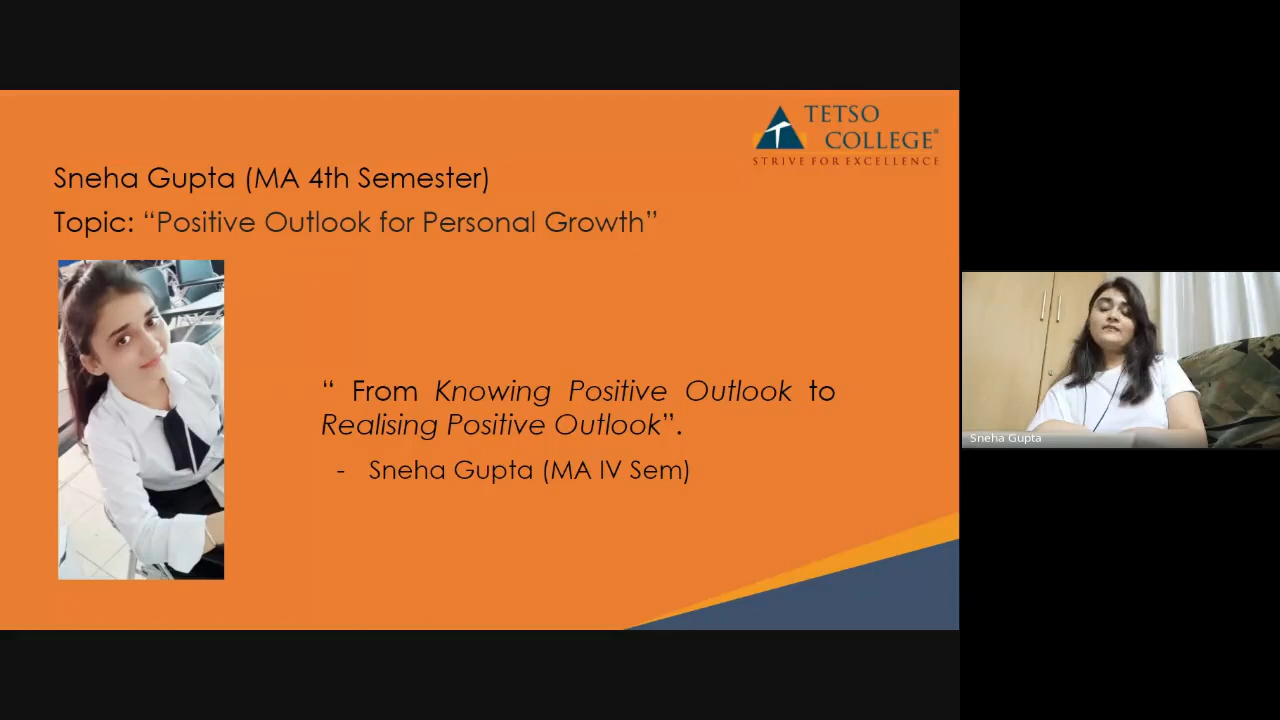 TETSO
COLLEGE®
STRIVE FOR EXCELLENCE
Sneha Gupta (MA 4th Semester)
Topic: “Positive Outlook for Personal Growth”
“ From Knowing Positive Outlook to
Realising Positive Outlook”.
- Sneha Gupta (MA IV Sem)
Sneha Gupta